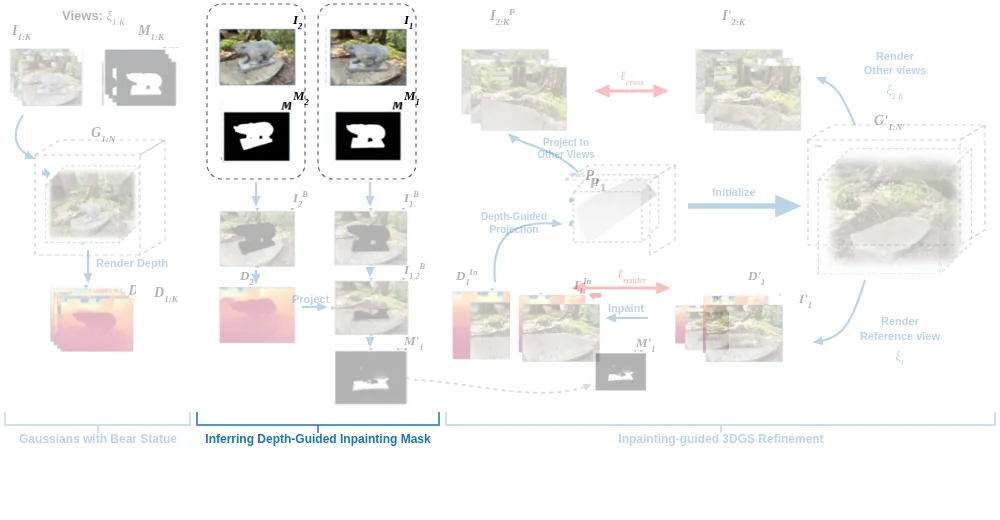 Views: ξ1:K
I1:K
M1:K
G1:N
Render Depth
D
D1:K
I2
I1
M
M2
M
M1
I2B
I1B
D2
I1,2B
Project
M'1
Inferring Depth-Guided Inpainting Mask
Gaussians with Bear Statue
I2:KP
ℓcross
I'2:K
Render
Other views
ξ2:K
G'1:N
Project to
Other Views
P1
Depth-Guided
Projection
Initialize
D1In
I1In
ℓrender
D'1
I'1
Inpaint
M'1
Render
Reference view
ξ1
Inpainting-guided 3DGS Refinement